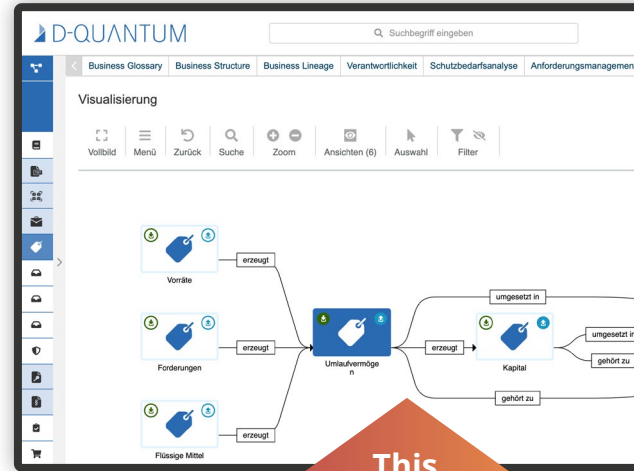 D-QUANTUM
Suchbegriff eingeben
Business Glossary Business Structure Business Lineage Verantwortlichkeit Schutzbedarfsanalyse Anforderungsmanagemen
Visualisierung
Vollbild Menü Zurück Suche Zoom Ansichten (6) Auswahl Filter
erzeugt
Vorräte
umgesetzt in
erzeugt
Forderungen
Umlaufvermöge
n
erzeugt
Kapital
umgesetzt in
gehört zu
gehört zu
erzeugt
Flüssige Mittel
This